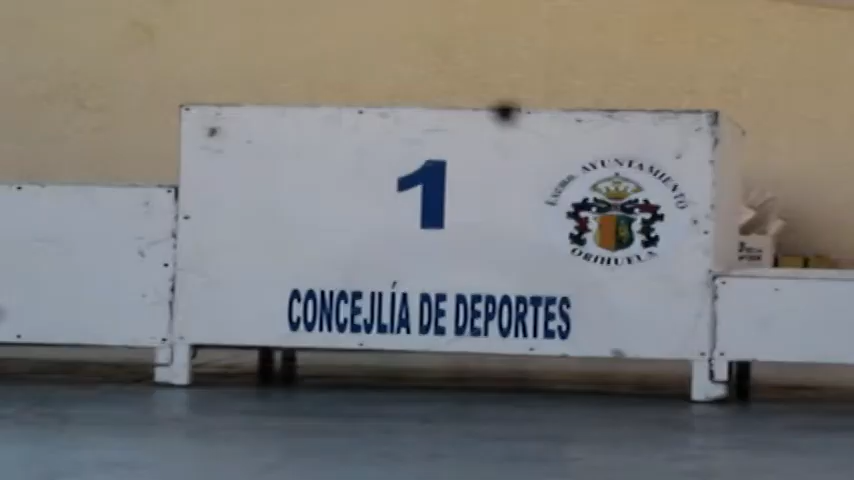 1
EXCMO. AYUNTAMIENTO
ORIHUELA
CONCEJLÍA DE DEPORTES